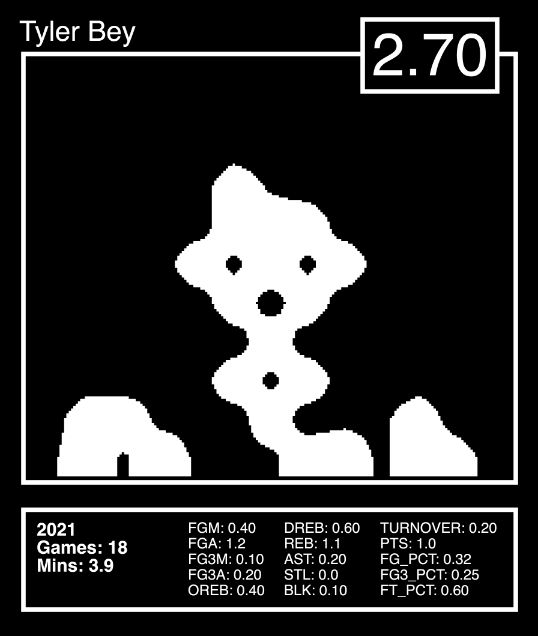 Tyler Bey
2.70
2021
Games: 18
Mins: 3.9
FGM: 0.40
FGA: 1.2
FG3M: 0.10
FG3A: 0.20
OREB: 0.40
DREB: 0.60
REB: 1.1
AST: 0.20
STL: 0.0
BLK: 0.10
TURNOVER: 0.20
PTS: 1.0
FG_PCT: 0.32
FG3_PCT: 0.25
FT_PCT: 0.60